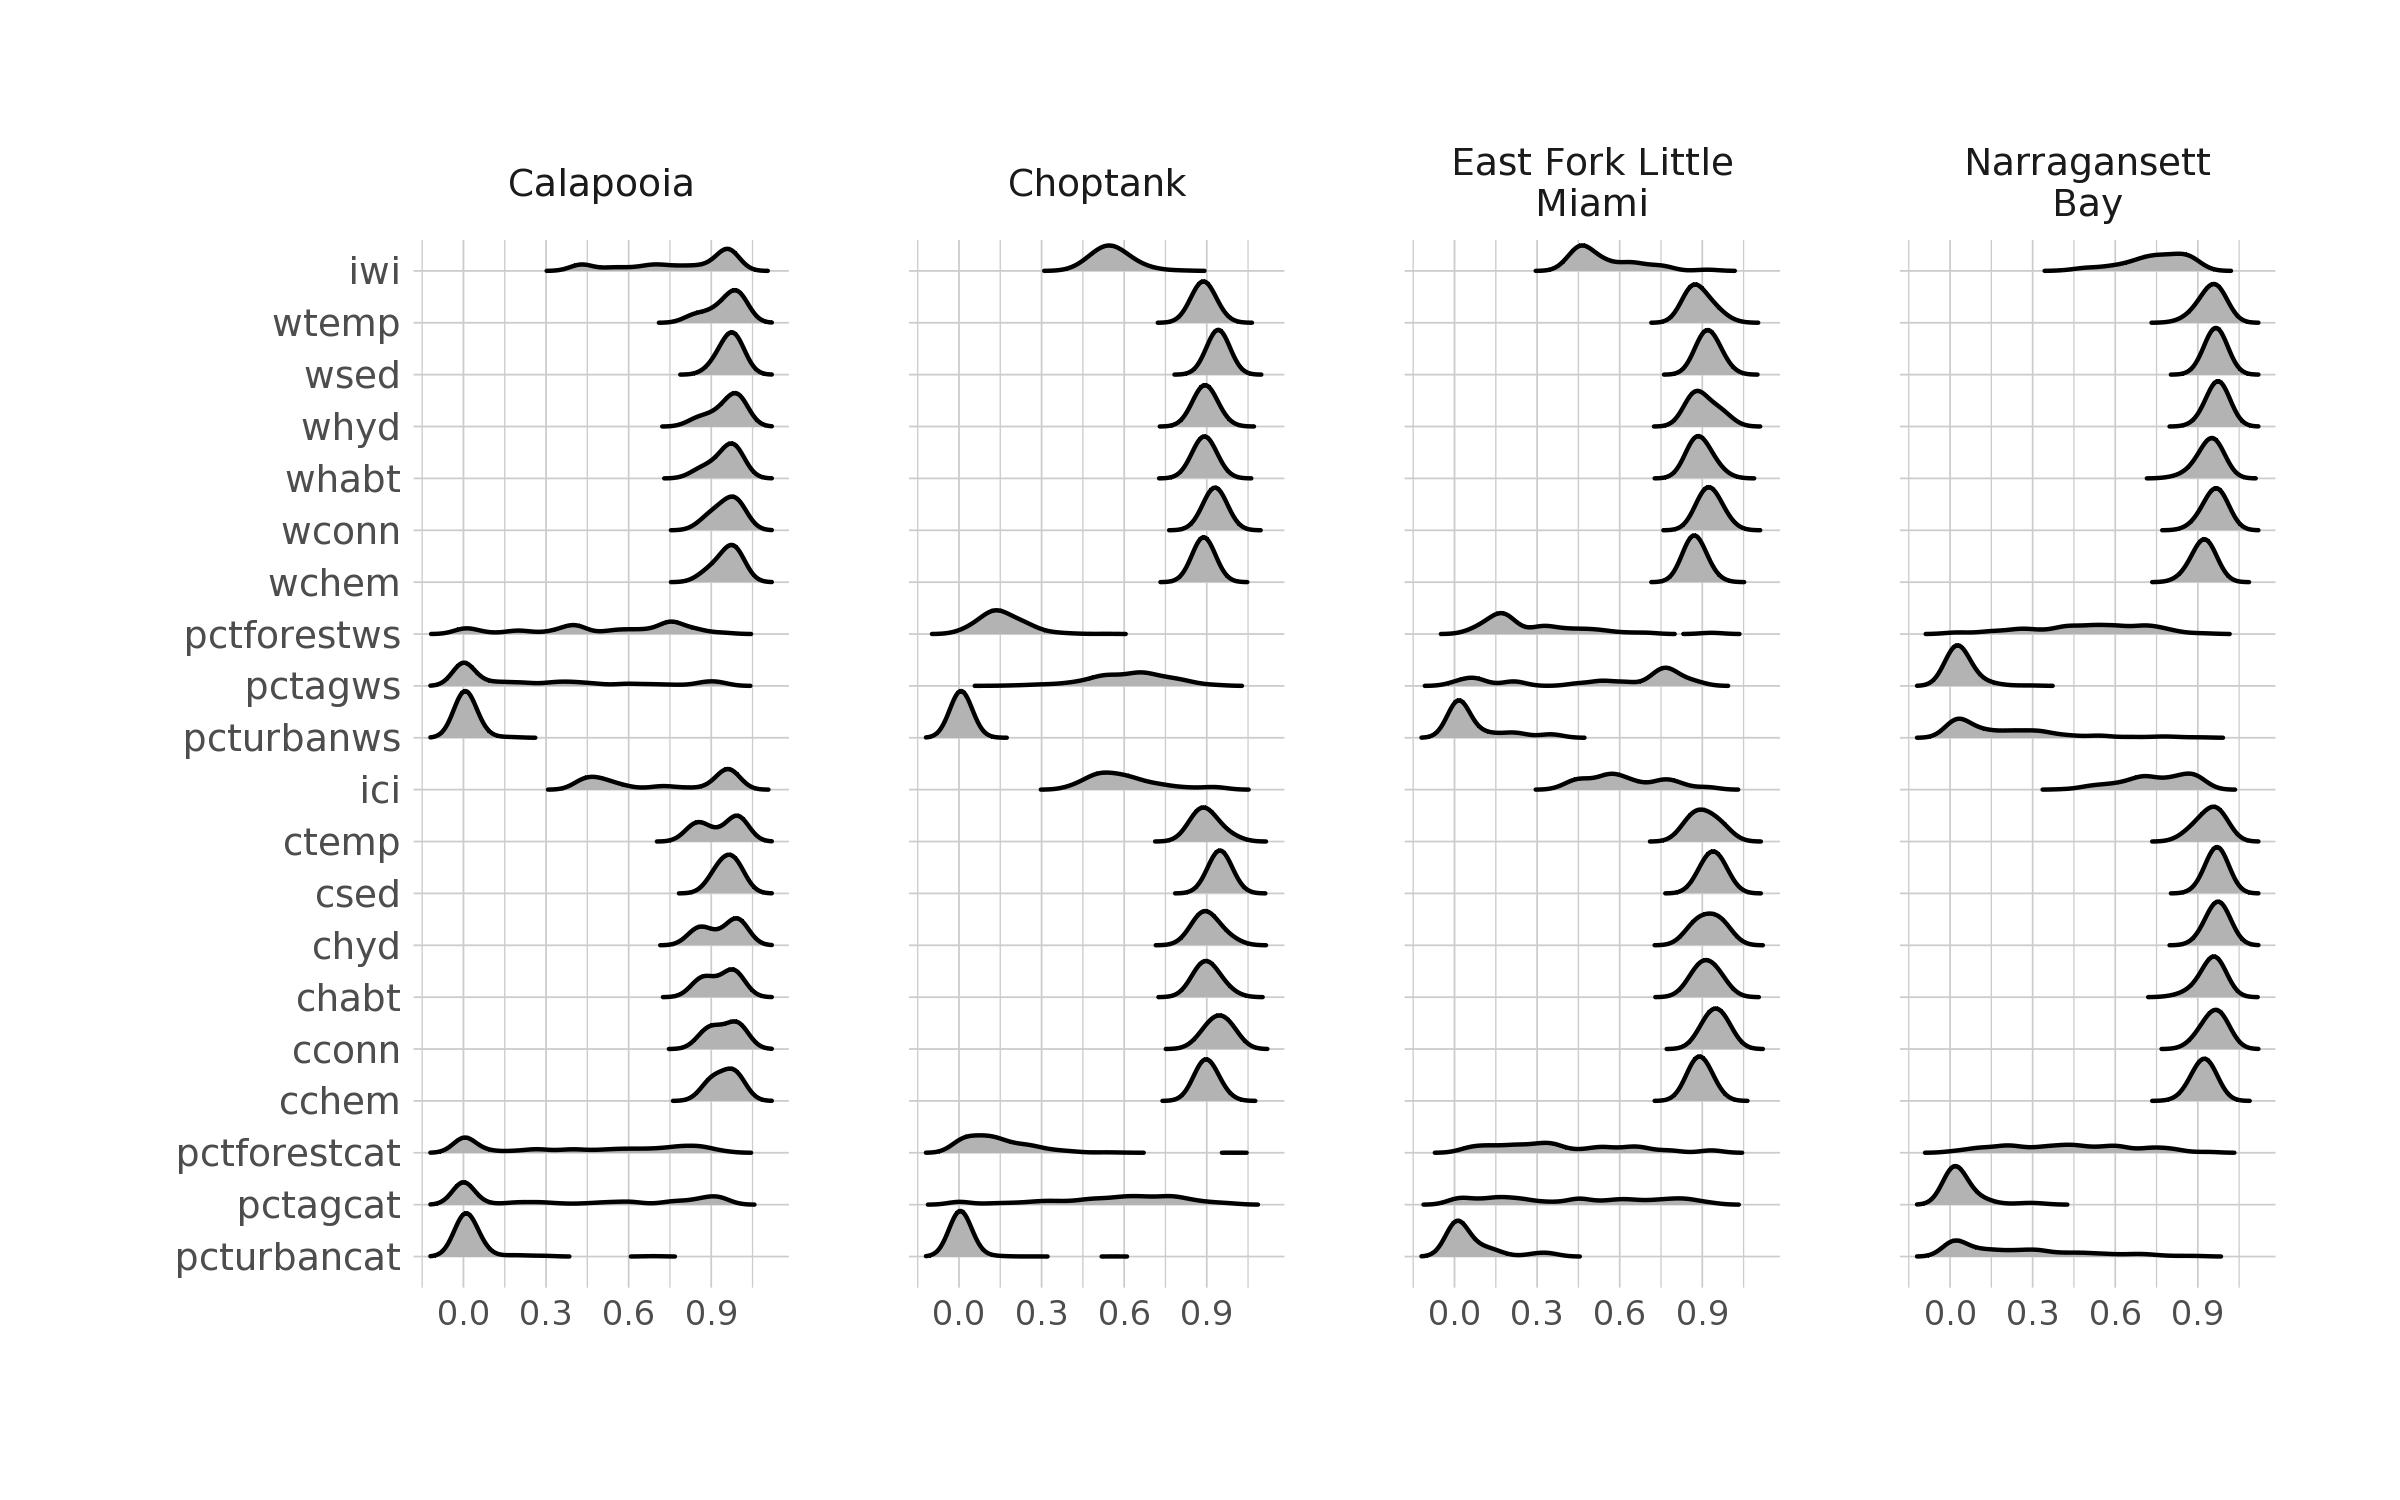 Calapooia
Choptank
East Fork Little
Miami
Narragansett
Bay
iwi
wtemp
wsed
whyd
whabt
wconn
wchem
pctforestws
pctagws
pcturbanws
ici
ctemp
csed
chyd
chabt
cconn
cchem
pctforestcat
pctagcat
pcturbancat
0.0 0.3 0.6 0.9
0.0 0.3 0.6 0.9
0.0 0.3 0.6 0.9
0.0 0.3 0.6 0.9